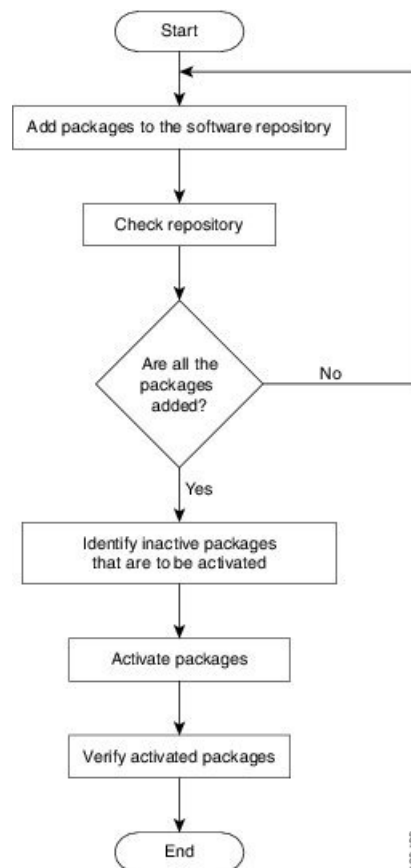 Start
Add packages to the software repository
Check repository
Are all the
packages
added?
No
Yes
Identify inactive packages
that are to be activated
Activate packages
Verify activated packages
End